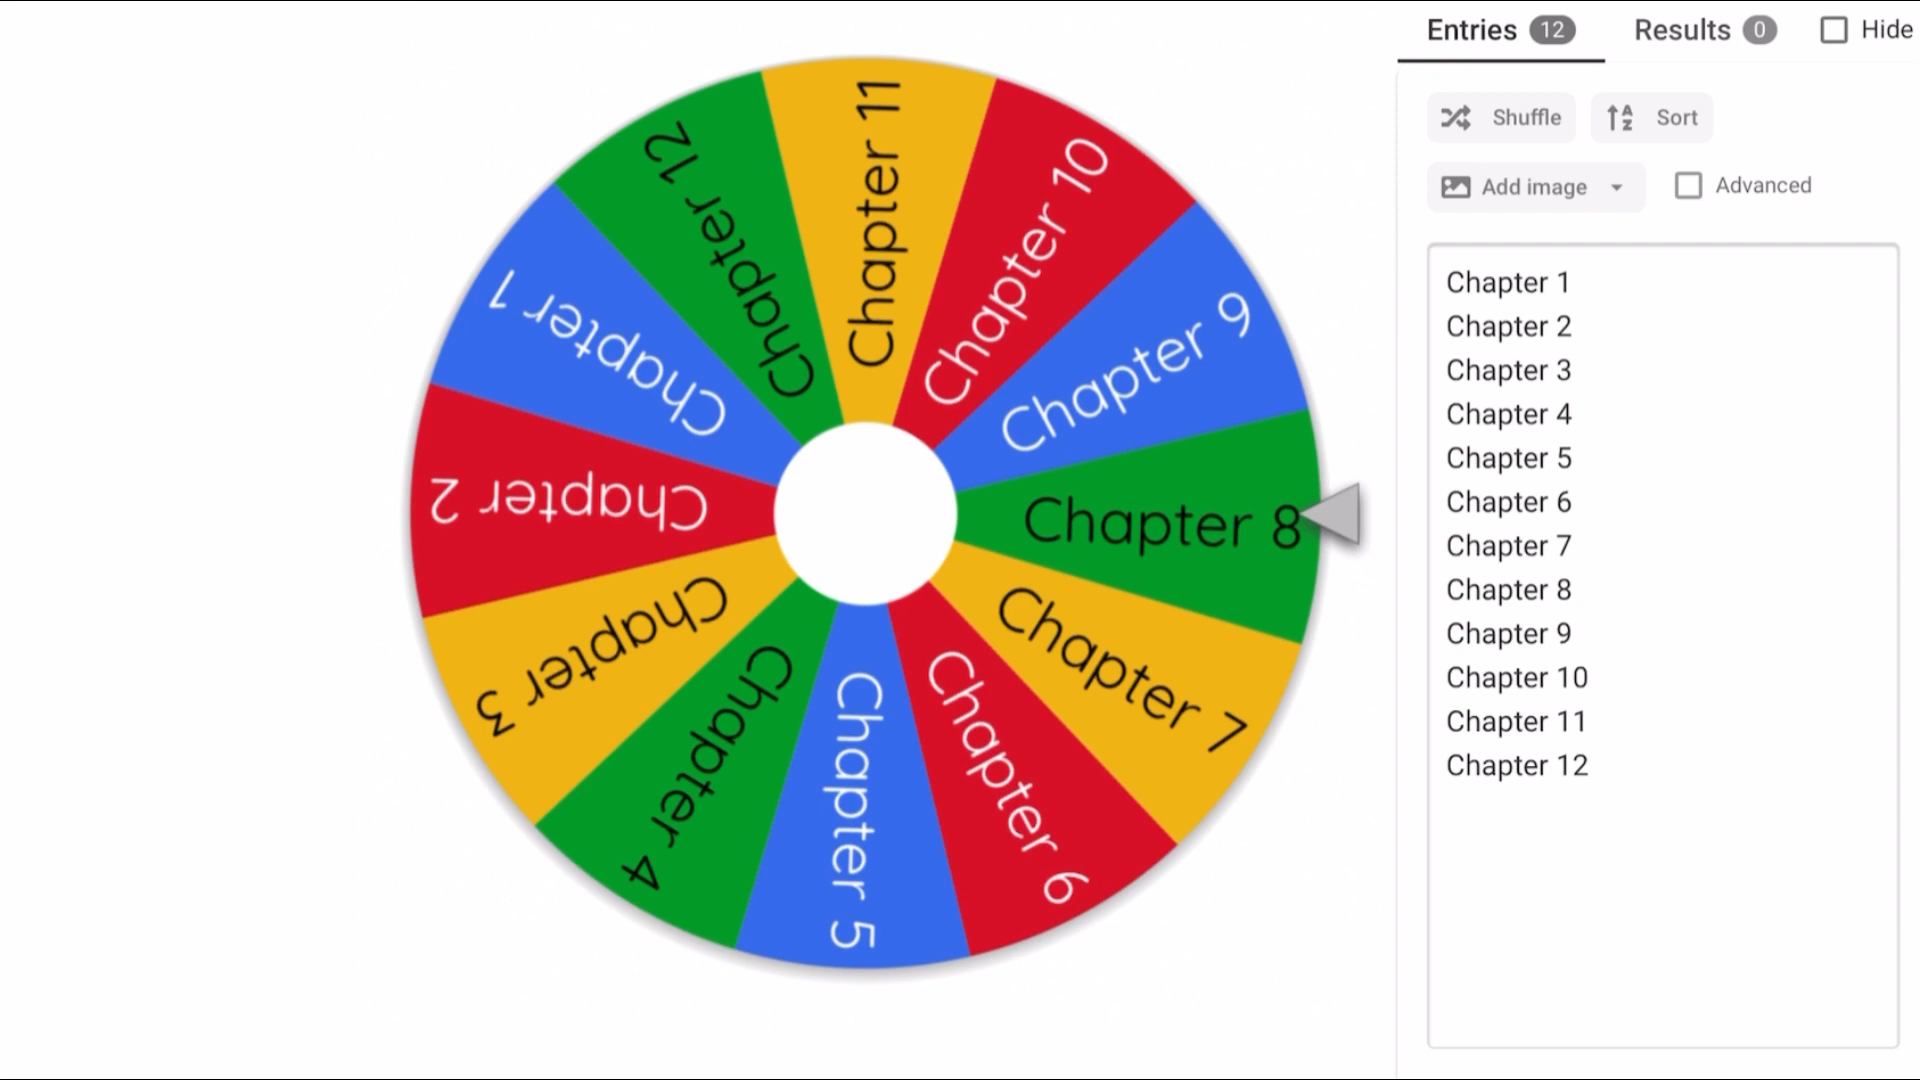 Entries 12 Results 0 Hide
Shuffle Sort
Add image Advanced
Chapter 1
Chapter 2
Chapter 3
Chapter 4
Chapter 5
Chapter 6
Chapter 7
Chapter 8
Chapter 9
Chapter 10
Chapter 11
Chapter 12
Chapter 1
Chapter 2
Chapter 3
Chapter 4
Chapter 5
Chapter 6
Chapter 7
Chapter 8
Chapter 9
Chapter 10
Chapter 11
Chapter 12